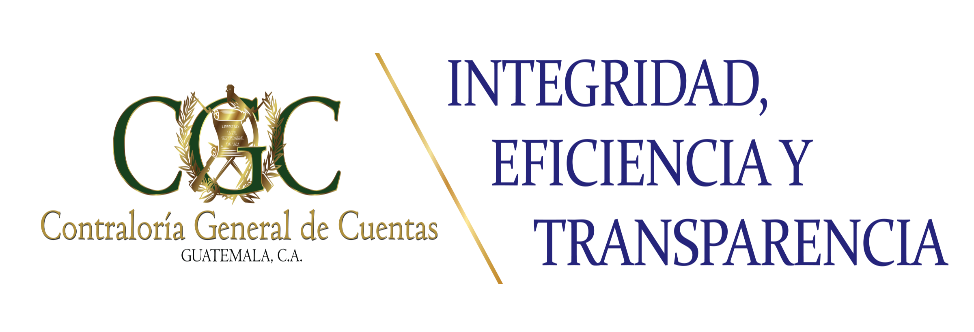 CGC
Contraloría General de Cuentas
GUATEMALA, C.A.
INTEGRIDAD,
EFICIENCIA Y
TRANSPARENCIA